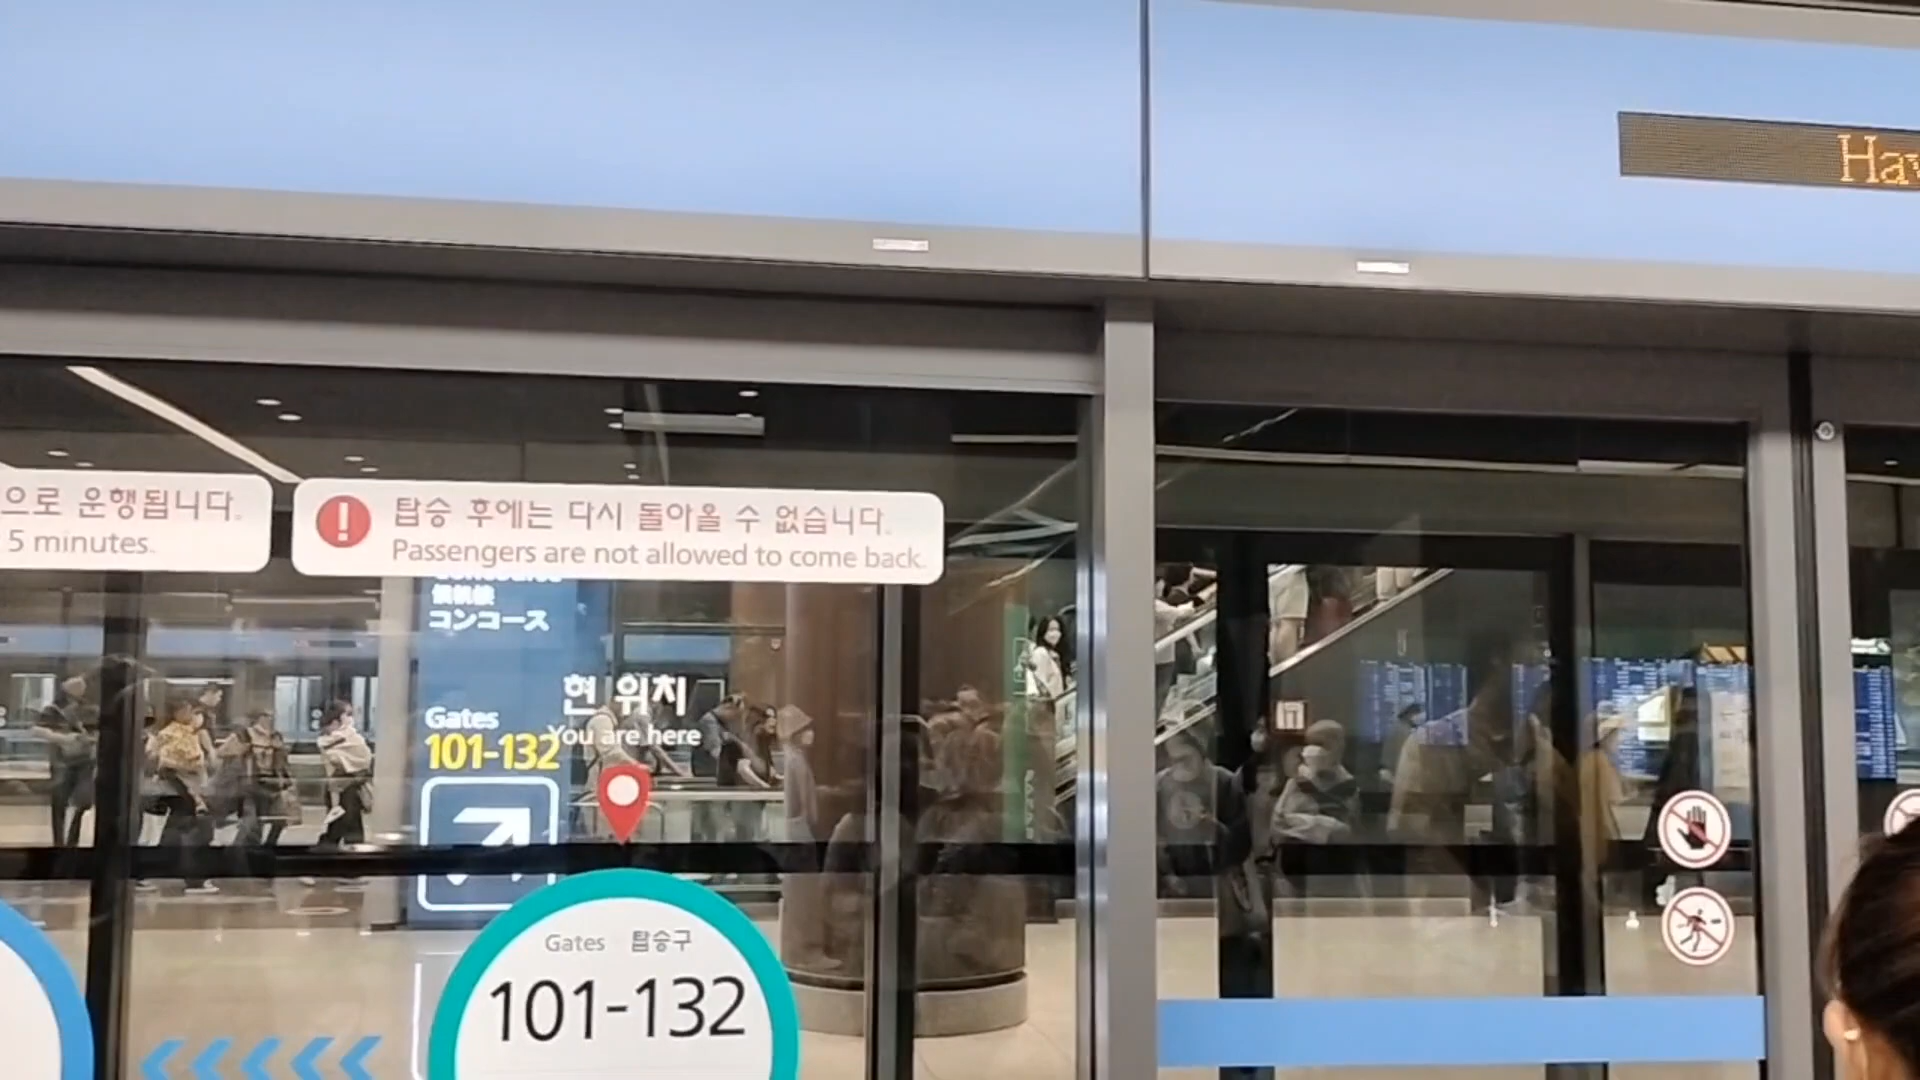 Hav
으로 운행됩니다.
5 minutes.
탑승 후에는 다시 돌아올 수 없습니다.
Passengers are not allowed to come back.
コンコース
현 위치
You are here
Gates
101-132
Gates 탑승구
101-132